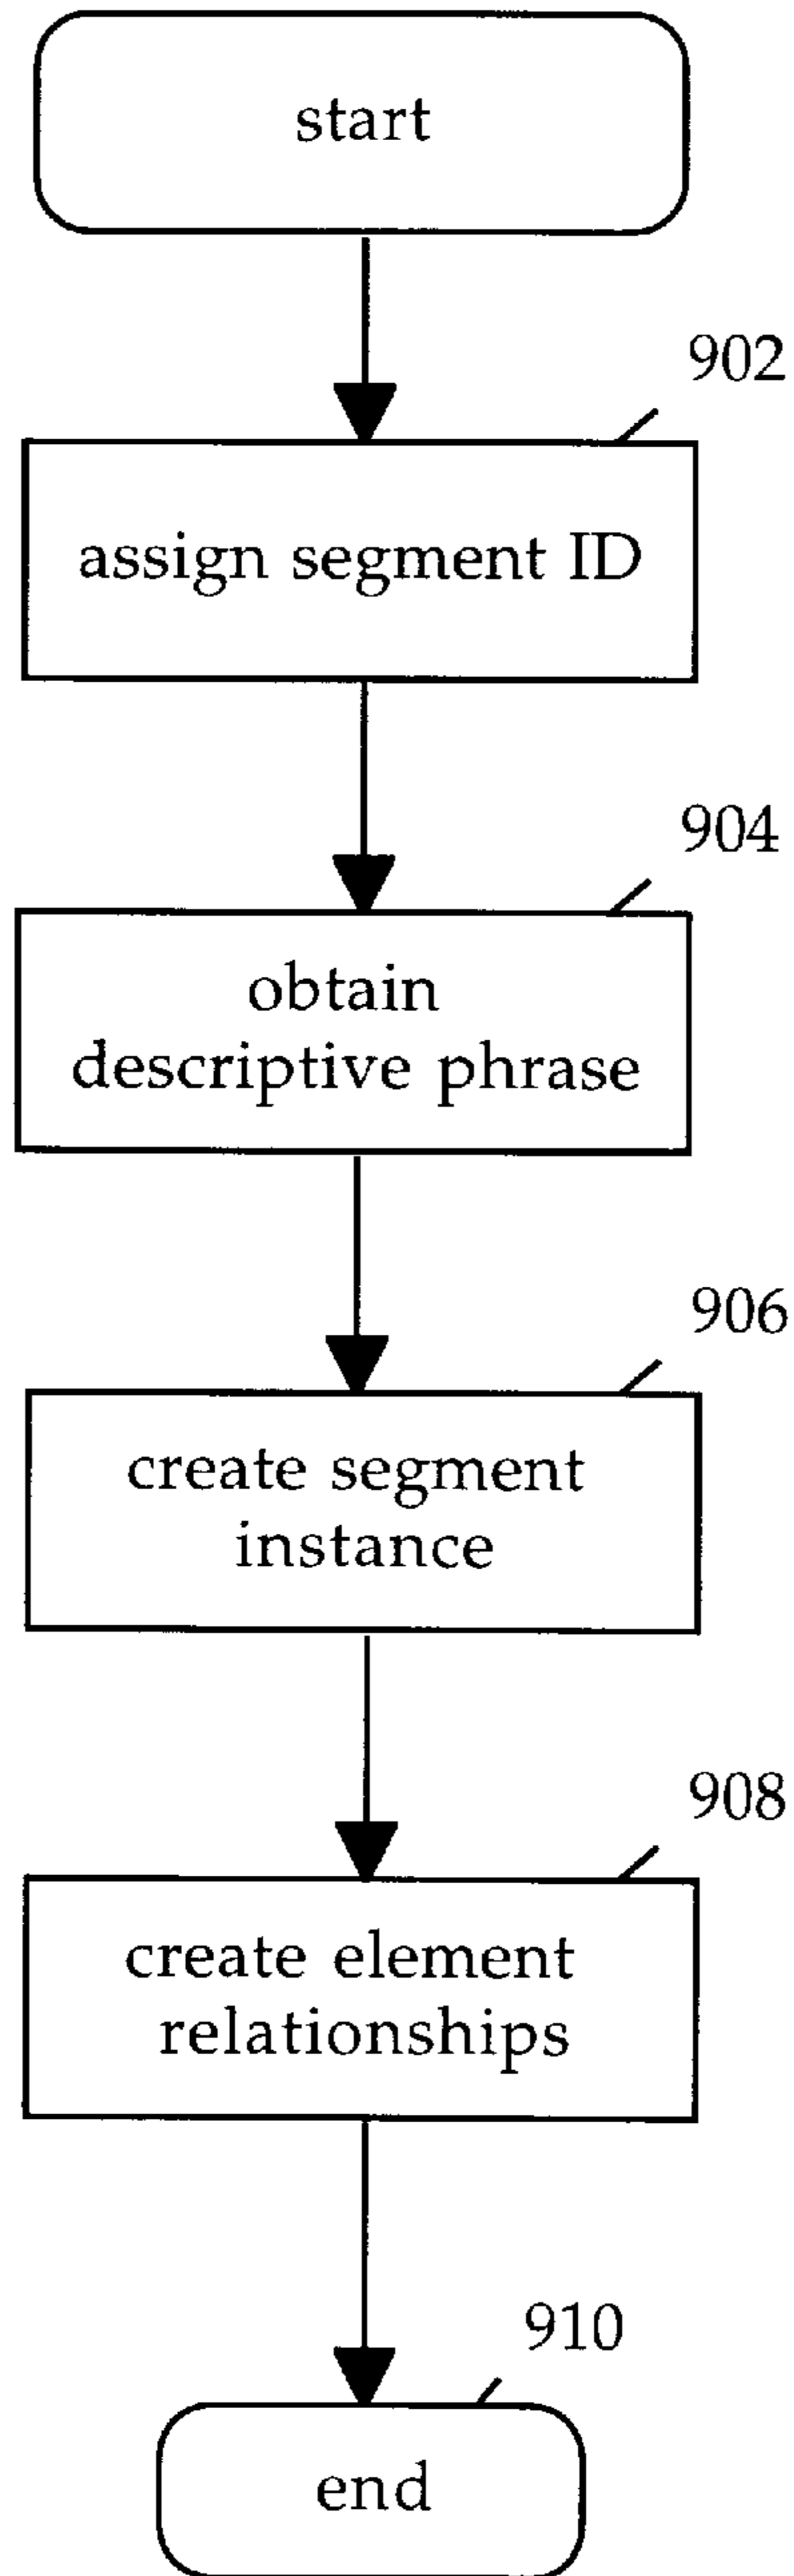 start
902
assign segment ID
904
obtain
descriptive phrase
906
create segment
instance
908
create element
relationships
910
end